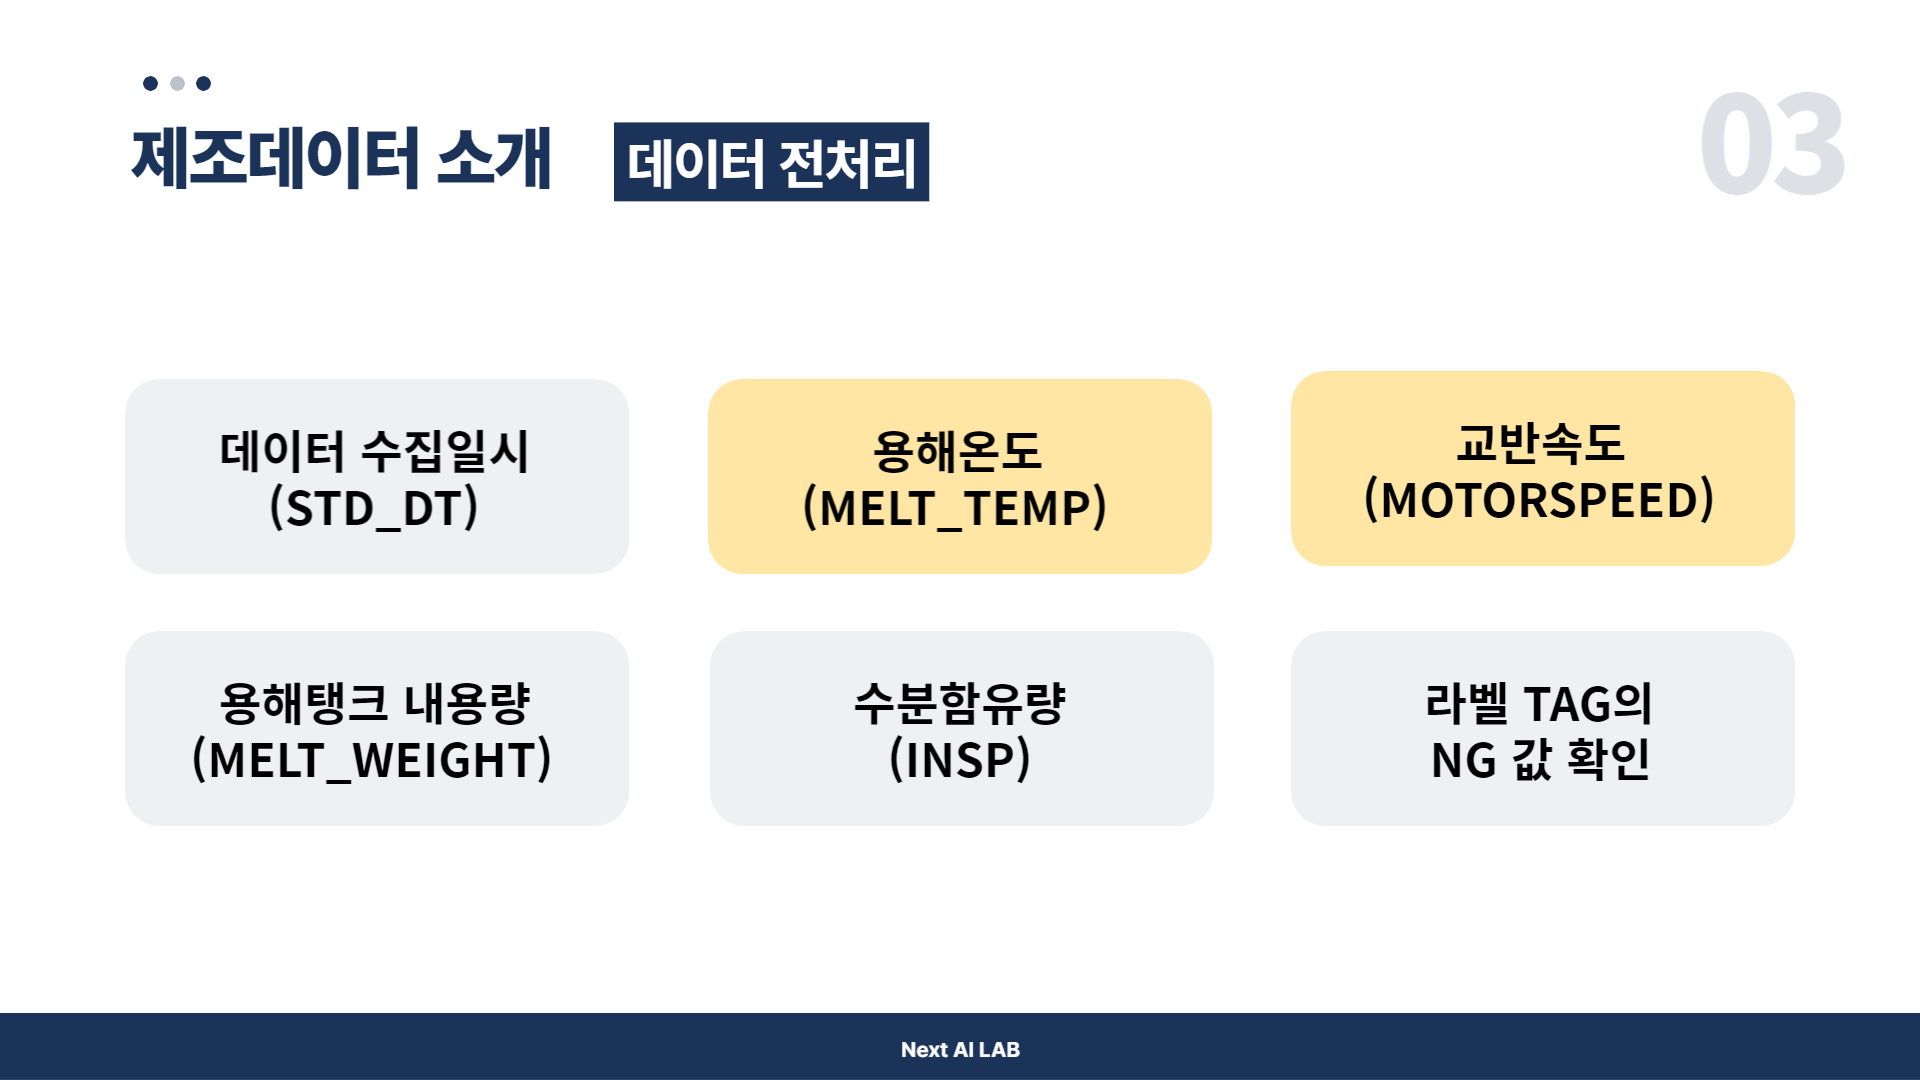 제조데이터 소개
데이터 전처리
03
데이터 수집일시
(STD_DT)
용해온도
(MELT_TEMP)
교반속도
(MOTORSPEED)
용해탱크 내용량
(MELT_WEIGHT)
수분함유량
(INSP)
라벨 TAG의
NG 값 확인
Next AI LAB